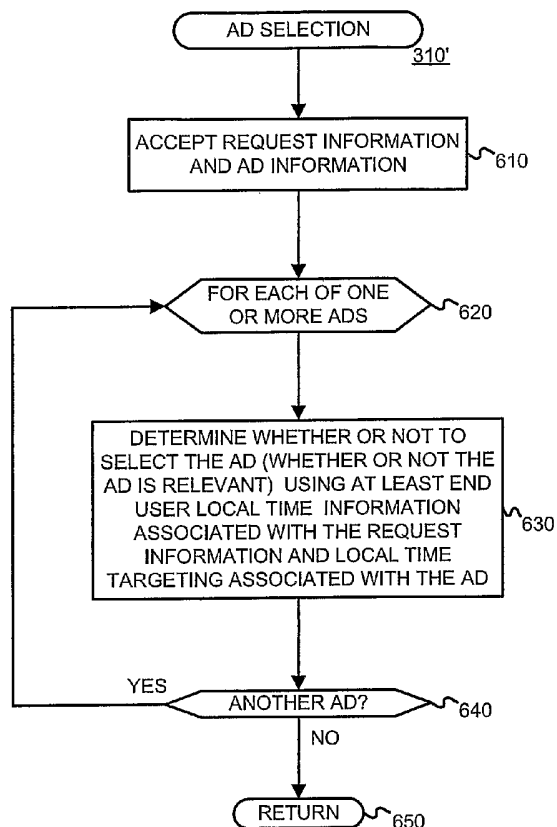 AD SELECTION
310'
ACCEPT REQUEST INFORMATION
AND AD INFORMATION
610
FOR EACH OF ONE
OR MORE ADS
620
DETERMINE WHETHER OR NOT TO
SELECT THE AD (WHETHER OR NOT THE
AD IS RELEVANT) USING AT LEAST END
USER LOCAL TIME INFORMATION
ASSOCIATED WITH THE REQUEST
INFORMATION AND LOCAL TIME
TARGETING ASSOCIATED WITH THE AD
630
YES
ANOTHER AD?
640
NO
RETURN
650